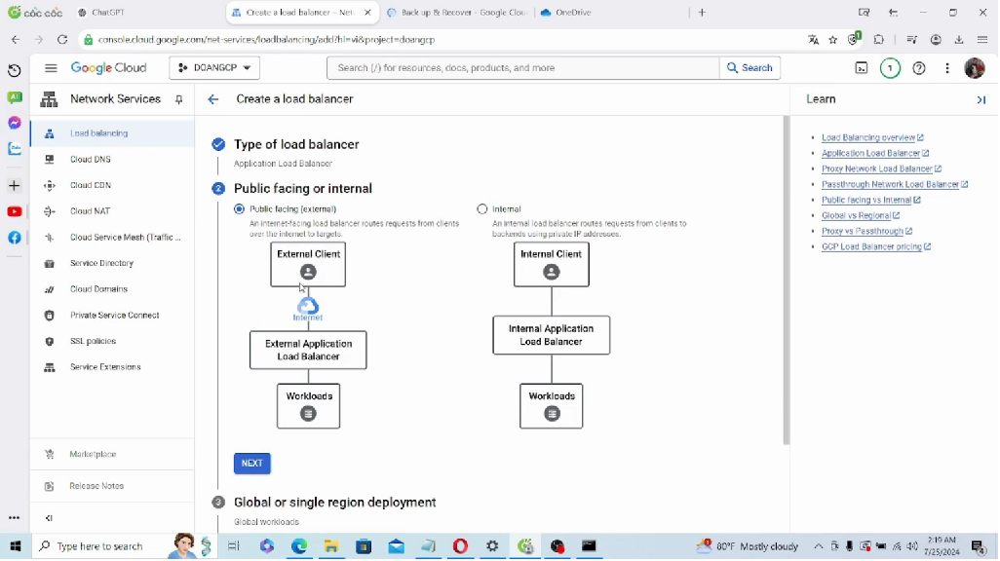 cốc cốc
ChatGPT
Create a load balancer – Net
Back up & Recover - Google Clou
OneDrive
console.cloud.google.com/net-services/loadbalancing/add?hl=vi&project=doangcp
Google Cloud
DOANGCP
Search (/) for resources, docs, products, and more
Search
1
Network Services
Create a load balancer
Learn
Load balancing
Cloud DNS
Cloud CDN
Cloud NAT
Cloud Service Mesh (Traffic ...
Service Directory
Cloud Domains
Private Service Connect
SSL policies
Service Extensions
Marketplace
Release Notes
Type of load balancer
Application Load Balancer
2 Public facing or internal
Public facing (external)
An internet-facing load balancer routes requests from clients
over the internet to targets.
External Client
Internet
External Application
Load Balancer
Workloads
Internal
An internal load balancer routes requests from clients to
backends using private IP addresses.
Internal Client
Internal Application
Load Balancer
Workloads
NEXT
3 Global or single region deployment
Global workloads
Load Balancing overview
Application Load Balancer
Proxy Network Load Balancer
Passthrough Network Load Balancer
Public facing vs Internal
Global vs Regional
Proxy vs Passthrough
GCP Load Balancer pricing
Type here to search
80°F Mostly cloudy
2:19 AM
7/25/2024